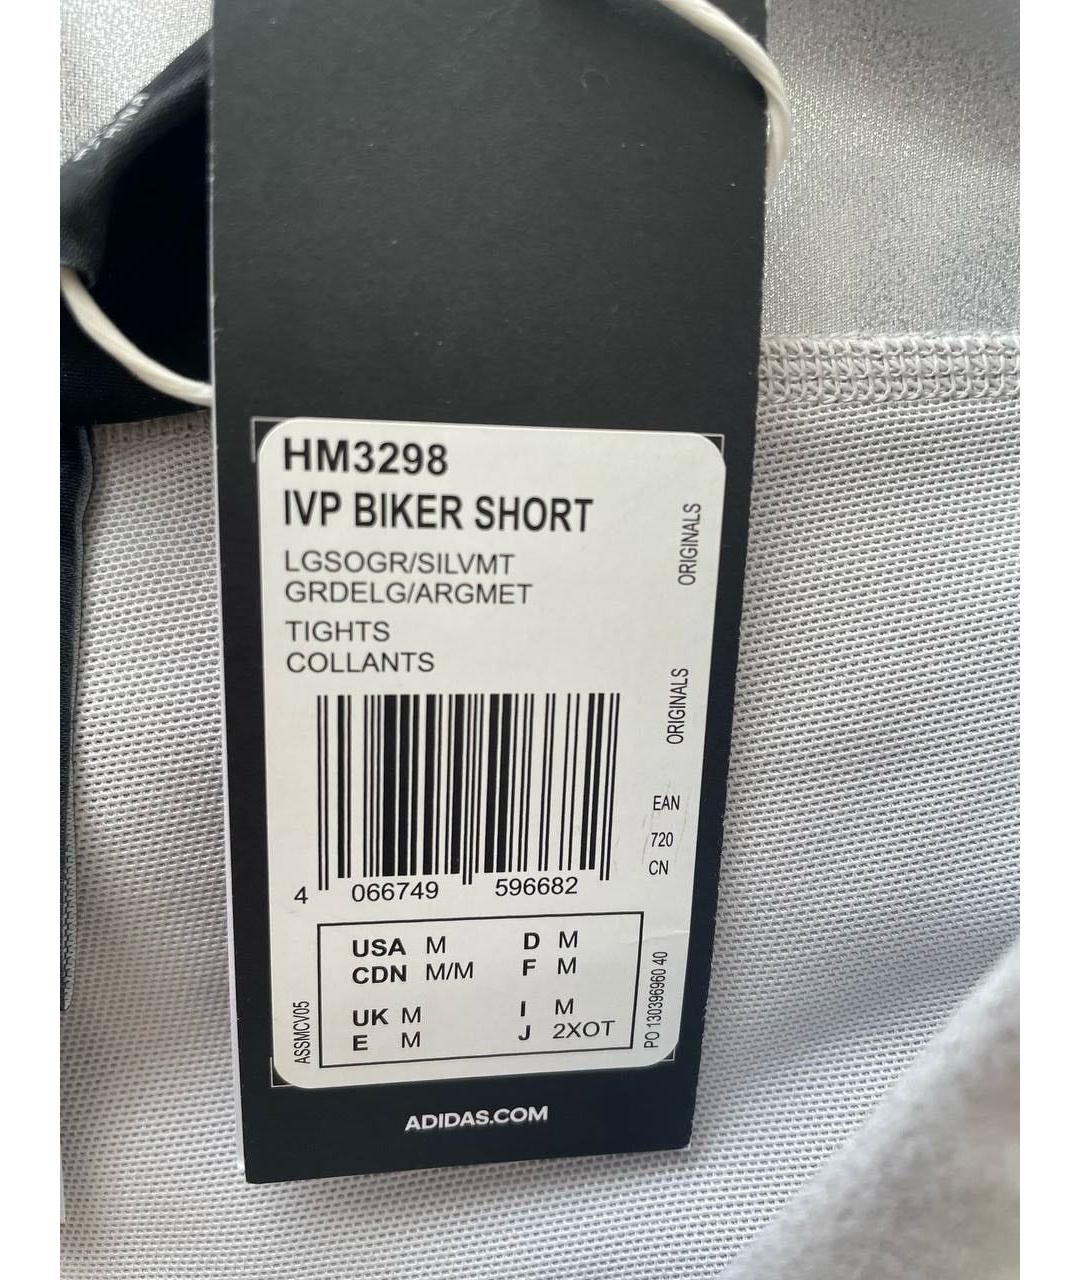 HM3298
IVP BIKER SHORT
LGSOGR/SILVMT
GRDELG/ARGMET
TIGHTS
COLLANTS
ORIGINALS
ORIGINALS
EAN
720
CN
4 066749 596682
USA M D M
CDN M/M F M
UK M I M
E M J 2XOT
ASSMCV05
PO 130396960 40
ADIDAS.COM